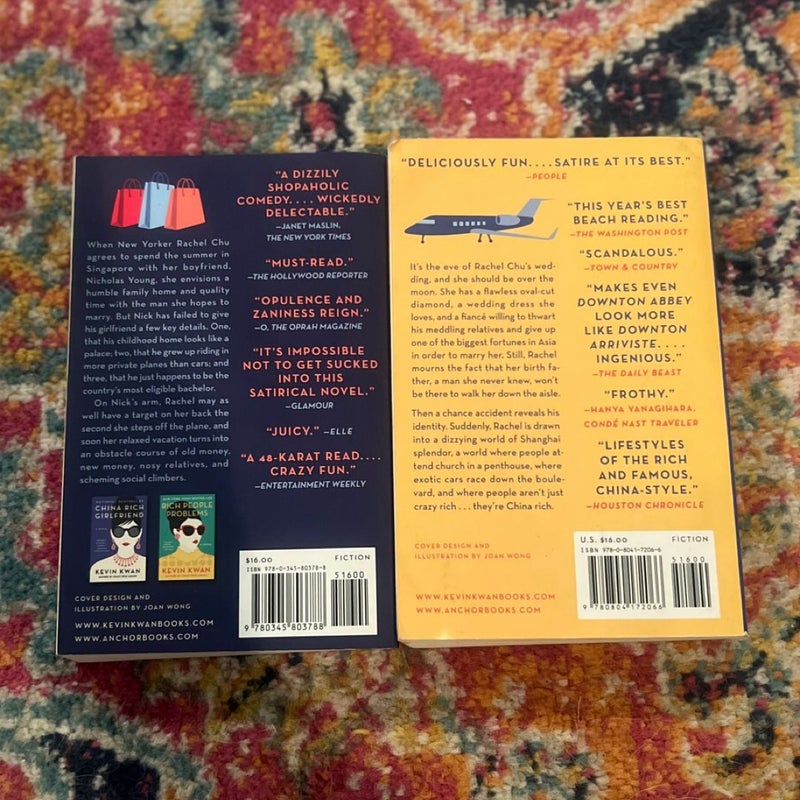 When New Yorker Rachel Chu
agrees to spend the summer in
Singapore with her boyfriend,
Nicholas Young, she envisions a
humble family home and quality
time with the man she hopes to
marry. But Nick has failed to give
his girlfriend a few key details. One,
that his childhood home looks like a
palace; two, that he grew up riding in
more private planes than cars; and
three, that he just happens to be the
country's most eligible bachelor.
On Nick's arm, Rachel may as
well have a target on her back the
second she steps off the plane, and
soon her relaxed vacation turns into
an obstacle course of old money,
new money, nosy relatives, and
scheming social climbers.
CHINA RICH
GIRLFRIEND
KEVIN KWAN
RICH PEOPLE
PROBLEMS
KEVIN KWAN
COVER DESIGN AND
ILLUSTRATION BY JOAN WONG
WWW.KEVINKWANBOOKS.COM
WWW.ANCHORBOOKS.COM
"A DIZZILY
SHOPAHOLIC
COMEDY.... WICKEDLY
DELECTABLE."
—JANET MASLIN,
THE NEW YORK TIMES
"MUST-READ."
—THE HOLLYWOOD REPORTER
"OPULENCE AND
ZANINESS REIGN."
—O, THE OPRAH MAGAZINE
"IT'S IMPOSSIBLE
NOT TO GET SUCKED
INTO THIS
SATIRICAL NOVEL."
—GLAMOUR
"JUICY." —ELLE
"A 48-KARAT READ....
CRAZY FUN."
—ENTERTAINMENT WEEKLY
$16.00 FICTION
ISBN 978-0-345-80378-8
51600
9 780345 803788
"DELICIOUSLY FUN.... SATIRE AT ITS BEST."
—PEOPLE
It's the eve of Rachel Chu's wed-
ding, and she should be over the
moon. She has a flawless oval-cut
diamond, a wedding dress she
loves, and a fiancé willing to thwart
his meddling relatives and give up
one of the biggest fortunes in Asia
in order to marry her. Still, Rachel
mourns the fact that her birth fa-
ther, a man she never knew, won't
be there to walk her down the aisle.
Then a chance accident reveals his
identity. Suddenly, Rachel is drawn
into a dizzying world of Shanghai
splendor, a world where people at-
tend church in a penthouse, where
exotic cars race down the boule-
vard, and where people aren't just
crazy rich ... they're China rich.
COVER DESIGN AND
ILLUSTRATION BY JOAN WONG
WWW.KEVINKWANBOOKS.COM
WWW.ANCHORBOOKS.COM
"THIS YEAR'S BEST
BEACH READING."
—THE WASHINGTON POST
"SCANDALOUS."
—TOWN & COUNTRY
"MAKES EVEN
DOWNTON ABBEY
LOOK MORE
LIKE DOWNTON
ARRIVISTE....
INGENIOUS."
—THE DAILY BEAST
"FROTHY."
—HANYA YANAGIHARA,
CONDÉ NAST TRAVELER
"LIFESTYLES
OF THE RICH
AND FAMOUS,
CHINA-STYLE."
—HOUSTON CHRONICLE
U.S. $16.00 FICTION
ISBN 978-0-8041-7206-6
51600
9 780804 172066